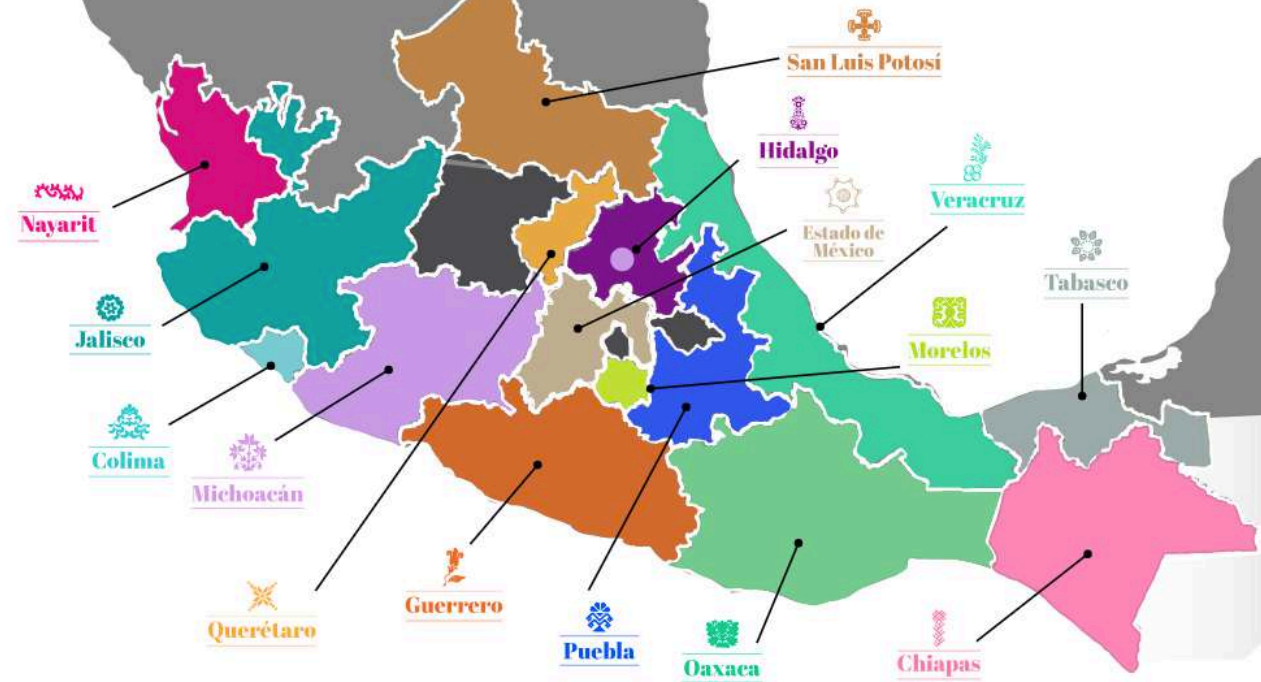 San Luis Potosí
Hidalgo
Veracruz
Nayarit
Estado de
México
Tabasco
Jalisco
Morelos
Colima
Michoacán
Guerrero
Querétaro
Puebla
Oaxaca
Chiapas